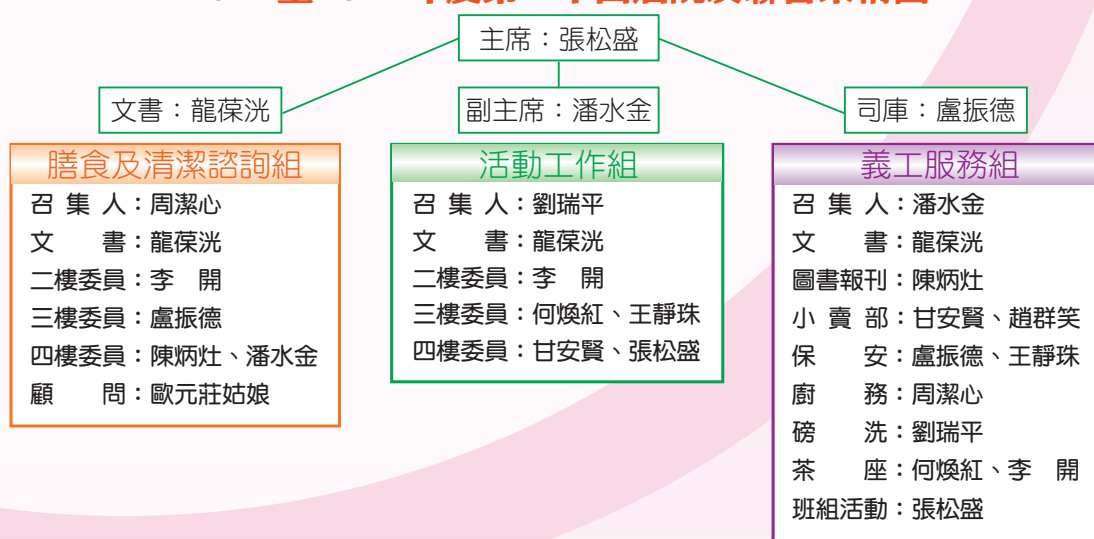 主席：張松盛
文書：龍葆洸
副主席：潘水金
司庫：盧振德
膳食及清潔諮詢組
召 集 人：周潔心
文　　書：龍葆洸
二樓委員：李　開
三樓委員：盧振德
四樓委員：陳炳灶、潘水金
顧　　問：歐元莊姑娘
活動工作組
召 集 人：劉瑞平
文　　書：龍葆洸
二樓委員：李　開
三樓委員：何煥紅、王靜珠
四樓委員：甘安賢、張松盛
義工服務組
召 集 人：潘水金
文　　書：龍葆洸
圖書報刊：陳炳灶
小 賣 部：甘安賢、趙群笑
保　　安：盧振德、王靜珠
廚　　務：周潔心
磅　　洗：劉瑞平
茶　　座：何煥紅、李　開
班組活動：張松盛